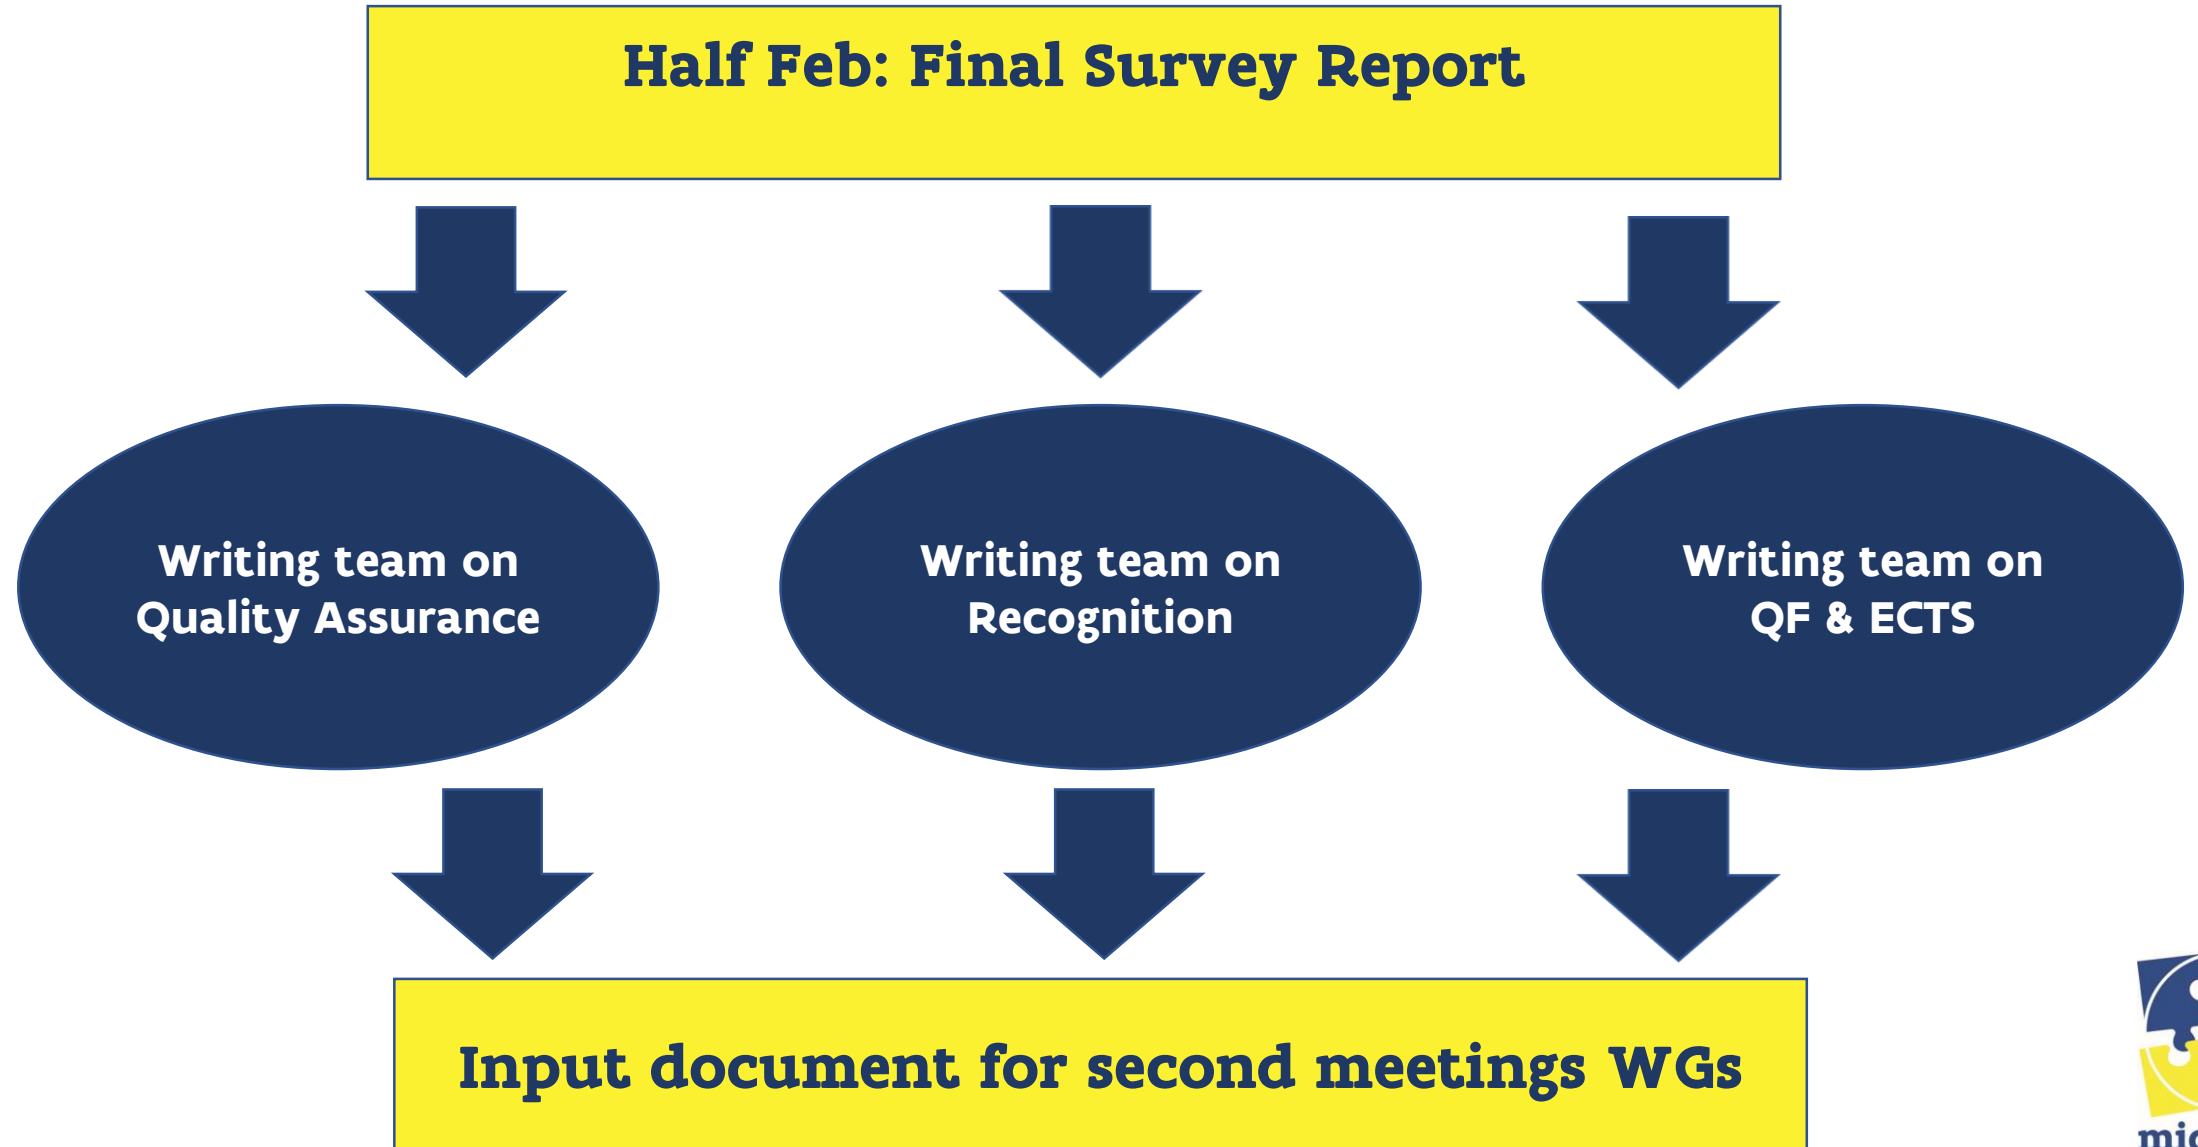 Half Feb: Final Survey Report
Writing team on
Quality Assurance
Writing team on
Recognition
Writing team on
QF & ECTS
Input document for second meetings WGs